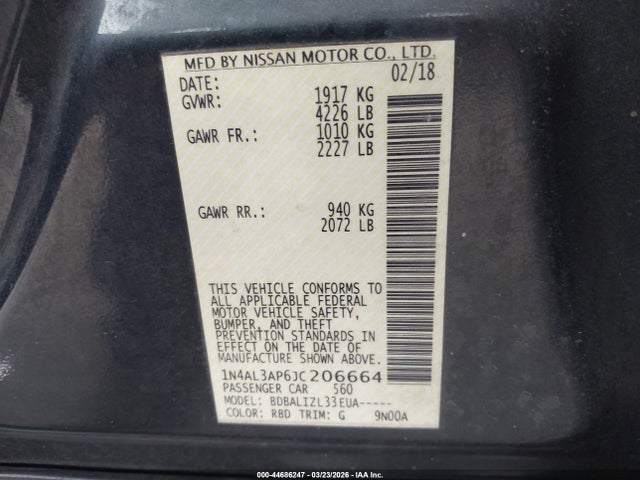 MFD BY NISSAN MOTOR CO., LTD.
DATE: 02/18
GVWR: 1917 KG
4226 LB
GAWR FR.: 1010 KG
2227 LB
GAWR RR.: 940 KG
2072 LB
THIS VEHICLE CONFORMS TO
ALL APPLICABLE FEDERAL
MOTOR VEHICLE SAFETY,
BUMPER, AND THEFT
PREVENTION STANDARDS IN
EFFECT ON THE DATE OF
MANUFACTURE SHOWN ABOVE.
1N4AL3AP6JC206664
PASSENGER CAR 560
MODEL: BDBALIZL33EUA-----
COLOR: RBD TRIM: G 9N00A
000-44686247 - 03/23/2026 - IAA Inc.